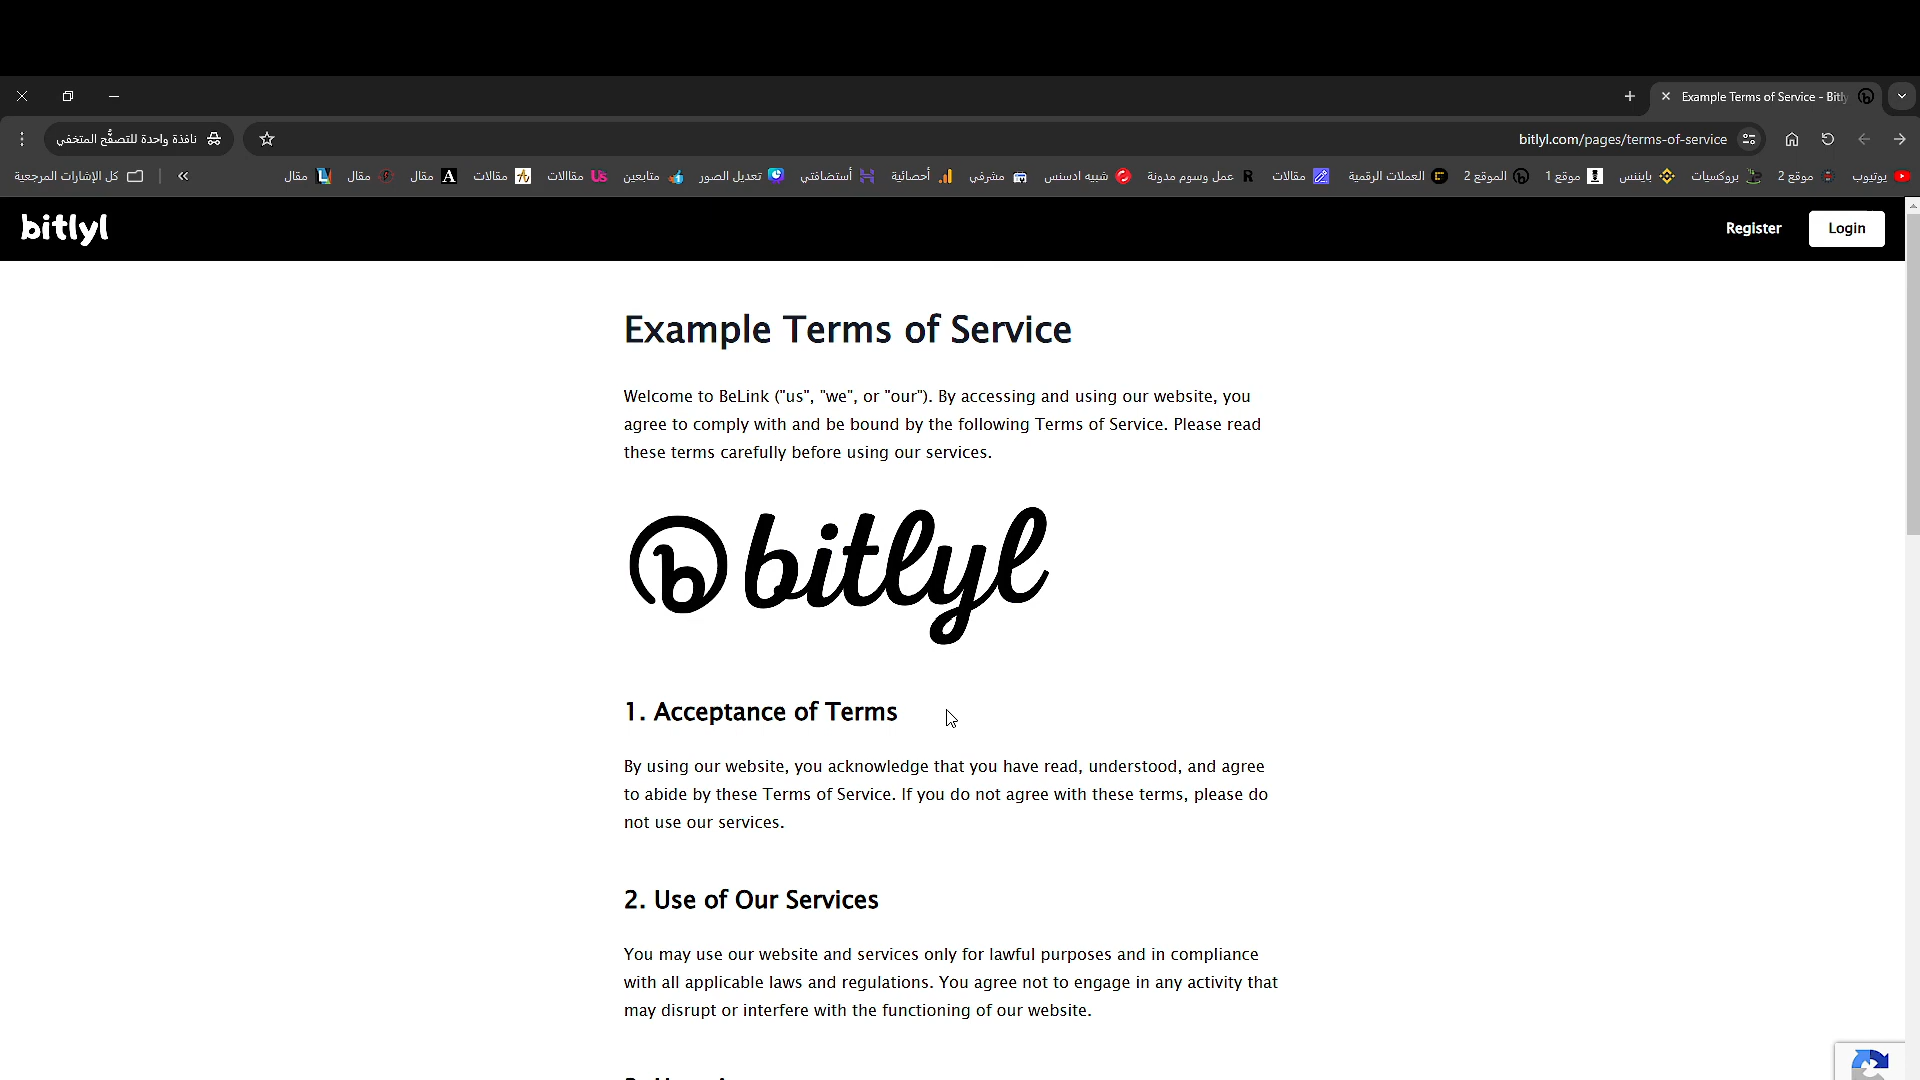 Example Terms of Service - Bitly
نافذة واحدة للتصفُّح المتخفي
bitlyl.com/pages/terms-of-service
يوتيوب
موقع 2
بروكسيات
بايننس
موقع 1
الموقع 2
العملات الرقمية
مقالات
عمل وسوم مدونة
شبيه ادسنس
مشرفي
أحصائية
أستضافتي
تعديل الصور
متابعين
مقاالات
مقالات
مقال
مقال
مقال
«
كل الإشارات المرجعية
bitlyl
Register
Login
Example Terms of Service
Welcome to BeLink ("us", "we", or "our"). By accessing and using our website, you
agree to comply with and be bound by the following Terms of Service. Please read
these terms carefully before using our services.
bitlyl
1. Acceptance of Terms
By using our website, you acknowledge that you have read, understood, and agree
to abide by these Terms of Service. If you do not agree with these terms, please do
not use our services.
2. Use of Our Services
You may use our website and services only for lawful purposes and in compliance
with all applicable laws and regulations. You agree not to engage in any activity that
may disrupt or interfere with the functioning of our website.